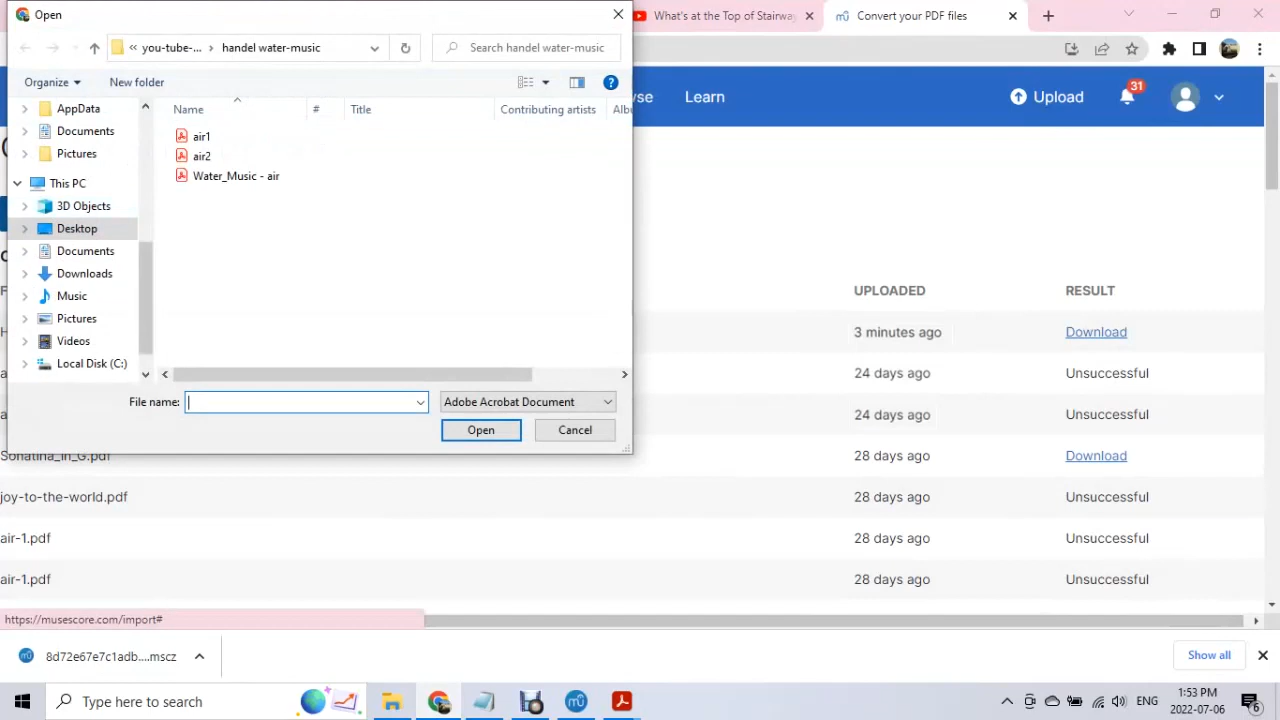 Open
What's at the Top of Stairway
Convert your PDF files
you-tube-...
handel water-music
Search handel water-music
Organize
New folder
Learn
Upload
31
AppData
Documents
Pictures
This PC
3D Objects
Desktop
Documents
Downloads
Music
Pictures
Videos
Local Disk (C:)
Name
#
Title
Contributing artists
air1
air2
Water_Music - air
File name:
Adobe Acrobat Document
Open
Cancel
UPLOADED
RESULT
3 minutes ago
Download
24 days ago
Unsuccessful
24 days ago
Unsuccessful
Sonatina_in_G.pdf
28 days ago
Download
joy-to-the-world.pdf
28 days ago
Unsuccessful
air-1.pdf
28 days ago
Unsuccessful
air-1.pdf
28 days ago
Unsuccessful
https://musescore.com/import#
8d72e67e7c1adb....mscz
Show all
Type here to search
ENG
1:53 PM
2022-07-06
6